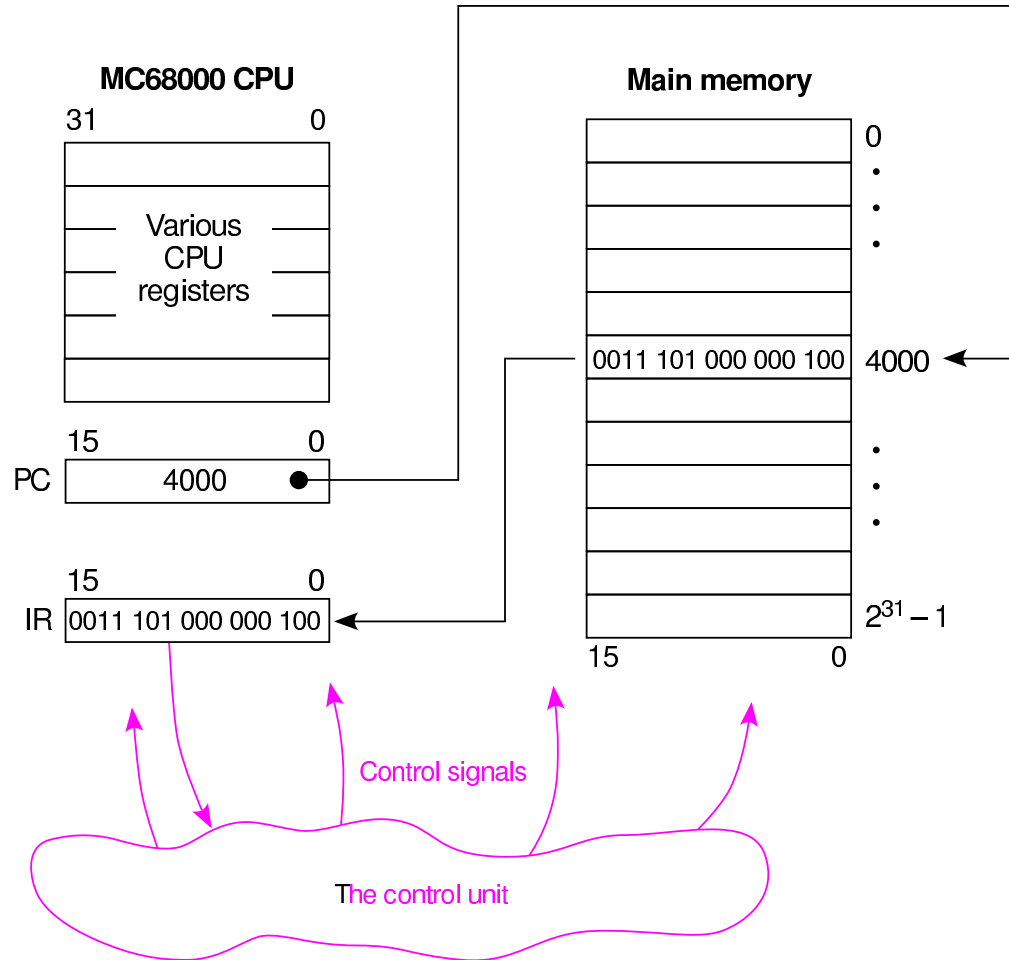 MC68000 CPU
31 0
Various
CPU
registers
15 0
PC 4000
15 0
IR 0011 101 000 000 100
Main memory
0
0011 101 000 000 100 4000
2³¹ – 1
15 0
Control signals
The control unit